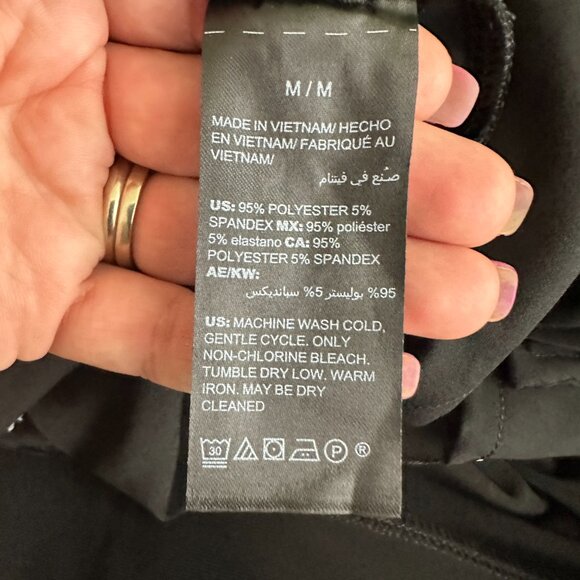 M/M
MADE IN VIETNAM/ HECHO
EN VIETNAM/ FABRIQUÉ AU
VIETNAM/
صُنع في فيتنام
US: 95% POLYESTER 5%
SPANDEX MX: 95% poliéster
5% elastano CA: 95%
POLYESTER 5% SPANDEX
AE/KW:
95% بوليستر 5% سبانديكس
US: MACHINE WASH COLD,
GENTLE CYCLE. ONLY
NON-CHLORINE BLEACH.
TUMBLE DRY LOW. WARM
IRON. MAY BE DRY
CLEANED
30 P ®